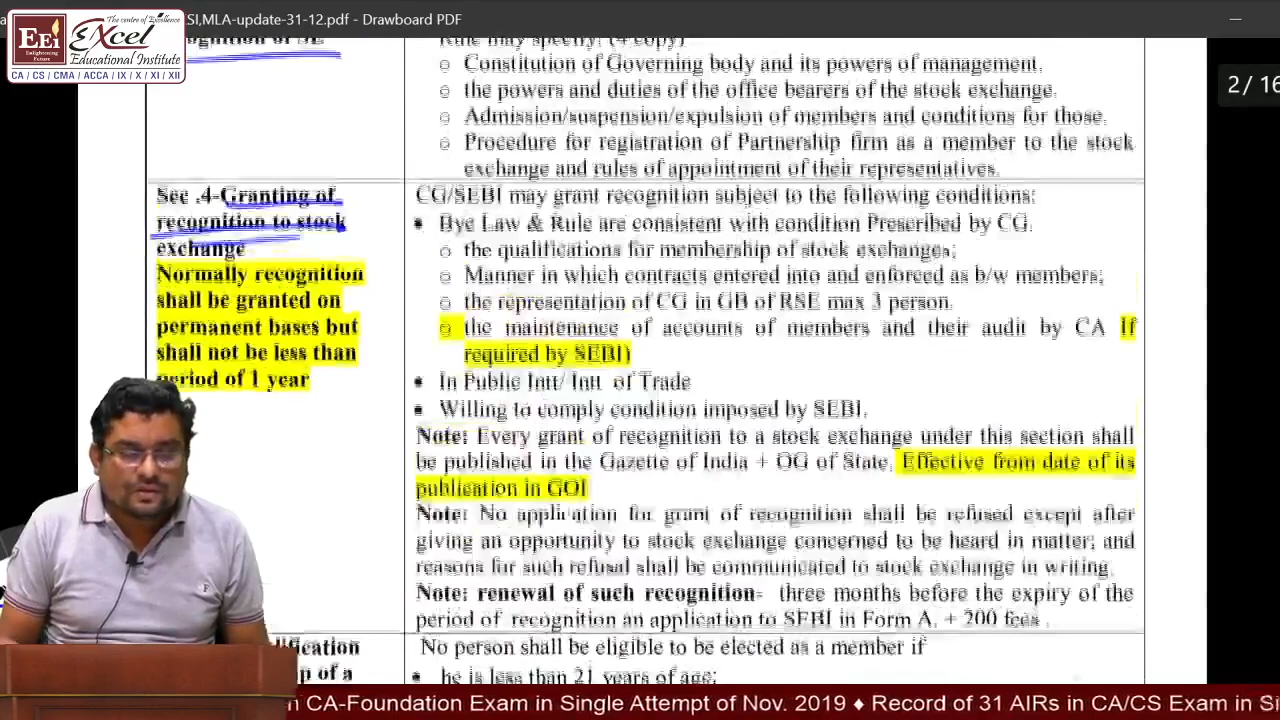 SI,MLA-update-31-12.pdf - Drawboard PDF
The centre of Excellence
EEi
Enlightening
Future
eXcel
Educational Institute
CA / CS / CMA / ACCA / IX / X / XI / XII
2 / 16
Rule may specify. (4 copy)
o Constitution of Governing body and its powers of management.
o the powers and duties of the office bearers of the stock exchange.
o Admission/suspension/expulsion of members and conditions for those.
o Procedure for registration of Partnership firm as a member to the stock
exchange and rules of appointment of their representatives.
Sec .4-Granting of
recognition to stock
exchange
Normally recognition
shall be granted on
permanent bases but
shall not be less than
period of 1 year
CG/SEBI may grant recognition subject to the following conditions:
• Bye Law & Rule are consistent with condition Prescribed by CG.
o the qualifications for membership of stock exchanges;
o Manner in which contracts entered into and enforced as b/w members;
o the representation of CG in GB of RSE max 3 person.
o the maintenance of accounts of members and their audit by CA If
required by SEBI)
• In Public Intt/ Intt of Trade
• Willing to comply condition imposed by SEBI.
Note: Every grant of recognition to a stock exchange under this section shall
be published in the Gazette of India + OG of State. Effective from date of its
publication in GOI
Note: No application for grant of recognition shall be refused except after
giving an opportunity to stock exchange concerned to be heard in matter; and
reasons for such refusal shall be communicated to stock exchange in writing.
Note: renewal of such recognition- three months before the expiry of the
period of recognition an application to SEBI in Form A. + 200 fees .
No person shall be eligible to be elected as a member if
• he is less than 21 years of age;
CA-Foundation Exam in Single Attempt of Nov. 2019 ♦ Record of 31 AIRs in CA/CS Exam in Si